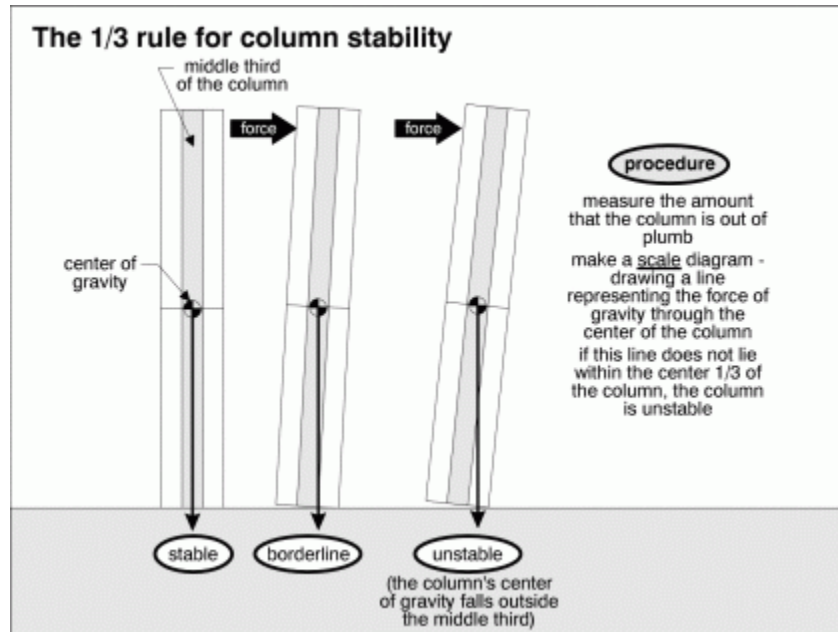 The 1/3 rule for column stability
middle third
of the column
force
force
center of
gravity
procedure
measure the amount
that the column is out of
plumb
make a scale diagram -
drawing a line
representing the force of
gravity through the
center of the column
if this line does not lie
within the center 1/3 of
the column, the column
is unstable
stable
borderline
unstable
(the column's center
of gravity falls outside
the middle third)